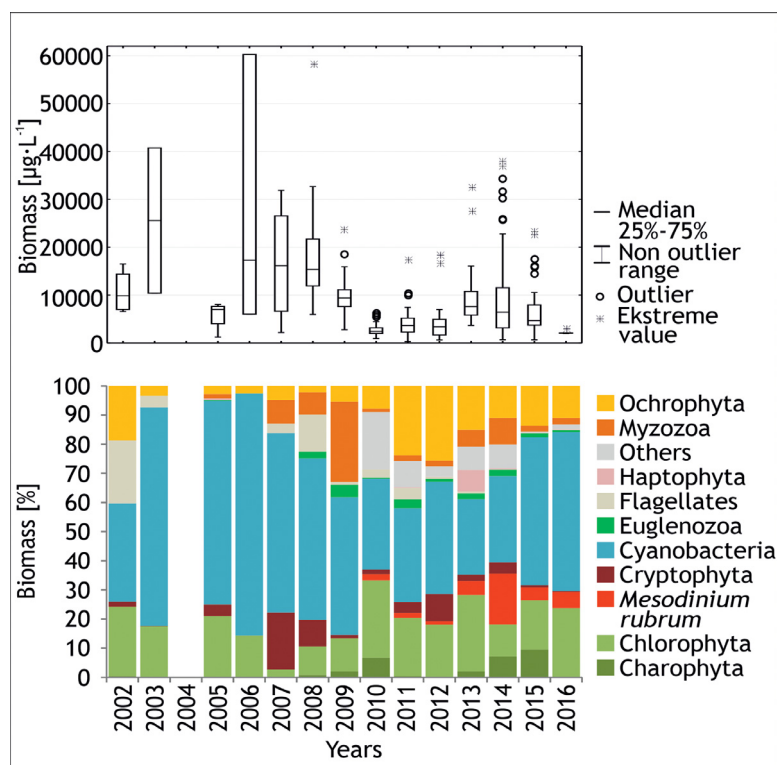 Biomass [µg·L⁻¹]
60000
50000
40000
30000
20000
10000
0
Median
25%-75%
Non outlier
range
Outlier
Ekstreme
value
Biomass [%]
100
90
80
70
60
50
40
30
20
10
0
Ochrophyta
Myzozoa
Others
Haptophyta
Flagellates
Euglenozoa
Cyanobacteria
Cryptophyta
Mesodinium
rubrum
Chlorophyta
Charophyta
2002 2003 2004 2005 2006 2007 2008 2009 2010 2011 2012 2013 2014 2015 2016
Years